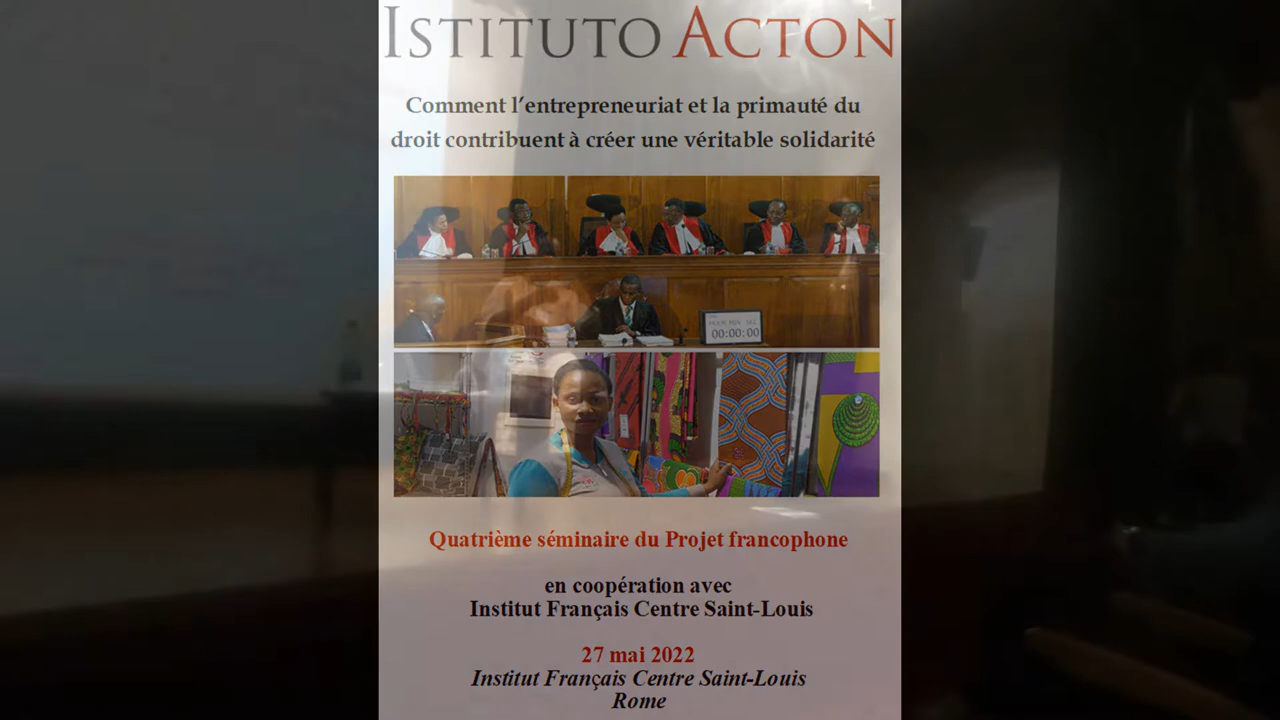 ISTITUTO ACTON
Comment l’entrepreneuriat et la primauté du
droit contribuent à créer une véritable solidarité
00:00:00
Quatrième séminaire du Projet francophone
en coopération avec
Institut Français Centre Saint-Louis
27 mai 2022
Institut Français Centre Saint-Louis
Rome